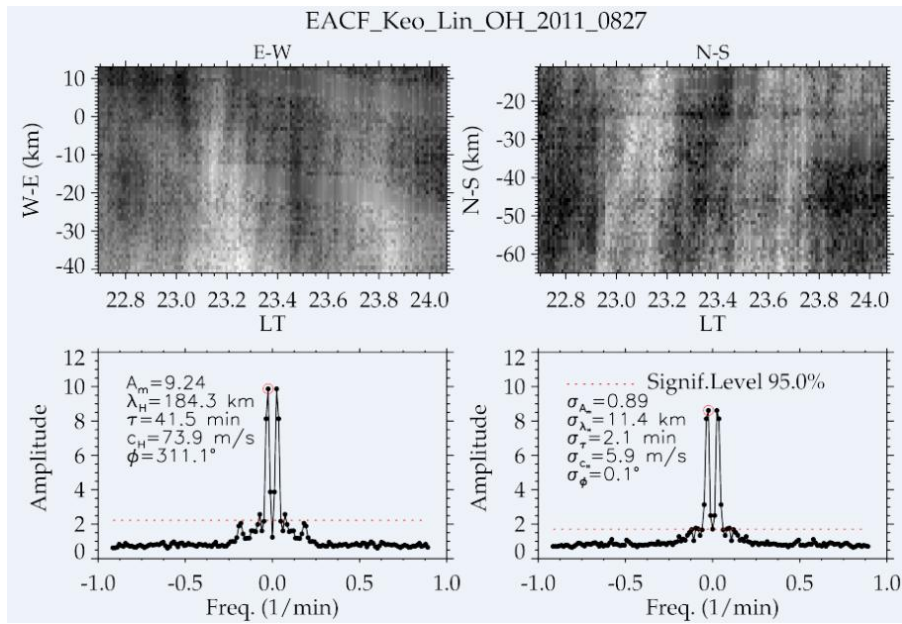 EACF_Keo_Lin_OH_2011_0827
E-W
N-S
W-E (km)
10
0
-10
-20
-30
-40
22.8 23.0 23.2 23.4 23.6 23.8 24.0
LT
N-S (km)
-20
-30
-40
-50
-60
22.8 23.0 23.2 23.4 23.6 23.8 24.0
LT
Amplitude
12
10
8
6
4
2
0
Aₘ=9.24
λ_H=184.3 km
τ=41.5 min
c_H=73.9 m/s
ϕ=311.1°
-1.0 -0.5 0.0 0.5 1.0
Freq. (1/min)
Amplitude
12
10
8
6
4
2
0
Signif.Level 95.0%
σ_Aₘ=0.89
σ_λ_H=11.4 km
σ_τ=2.1 min
σ_c_H=5.9 m/s
σ_ϕ=0.1°
-1.0 -0.5 0.0 0.5 1.0
Freq. (1/min)